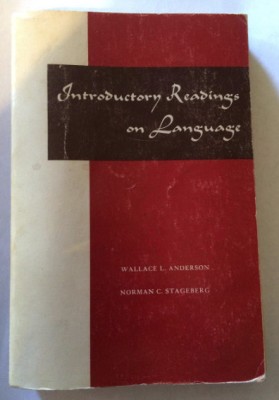 Introductory Readings
on Language
WALLACE L. ANDERSON
NORMAN C. STAGEBERG